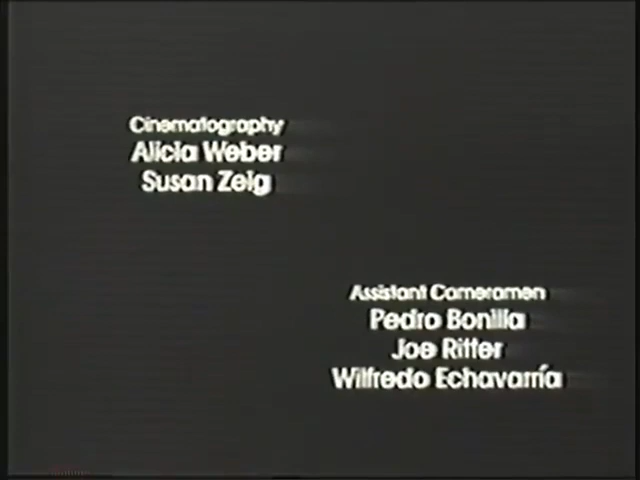 Cinematography
Alicia Weber
Susan Zeig
Assistant Cameramen
Pedro Bonilla
Joe Ritter
Wilfredo Echavarría